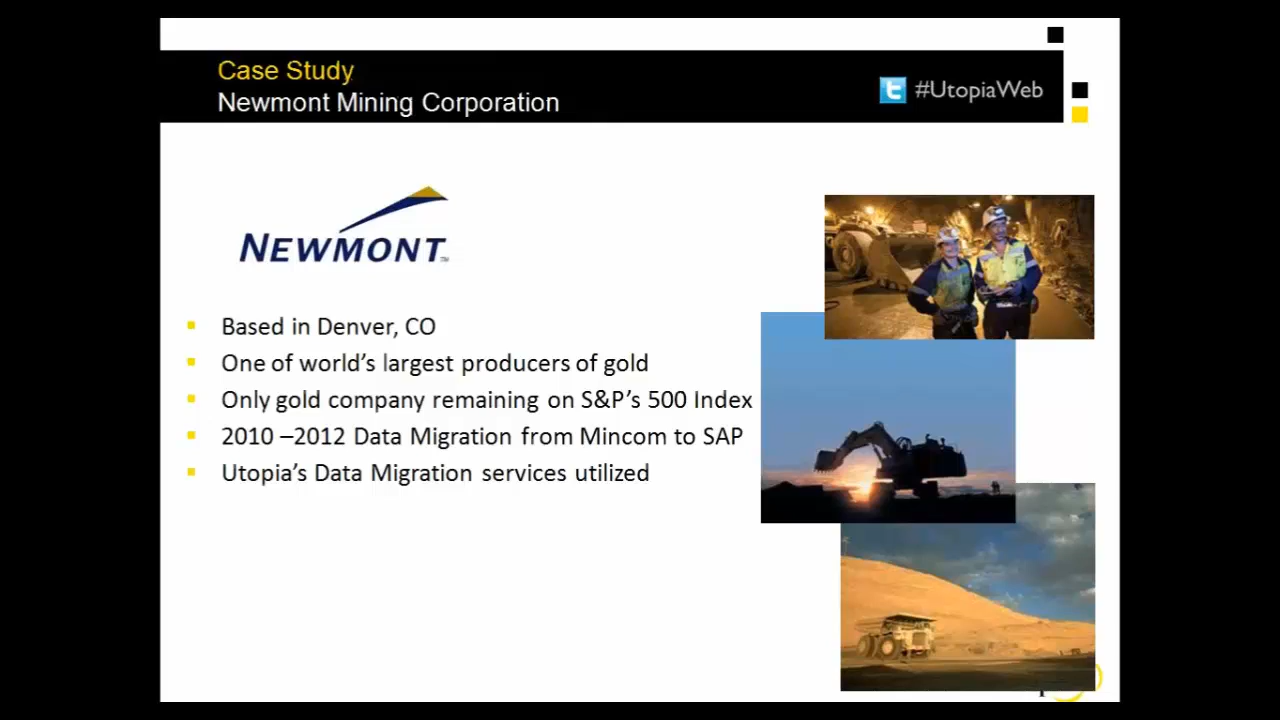 Case Study
Newmont Mining Corporation
#UtopiaWeb
NEWMONT™
Based in Denver, CO
One of world's largest producers of gold
Only gold company remaining on S&P's 500 Index
2010 –2012 Data Migration from Mincom to SAP
Utopia's Data Migration services utilized